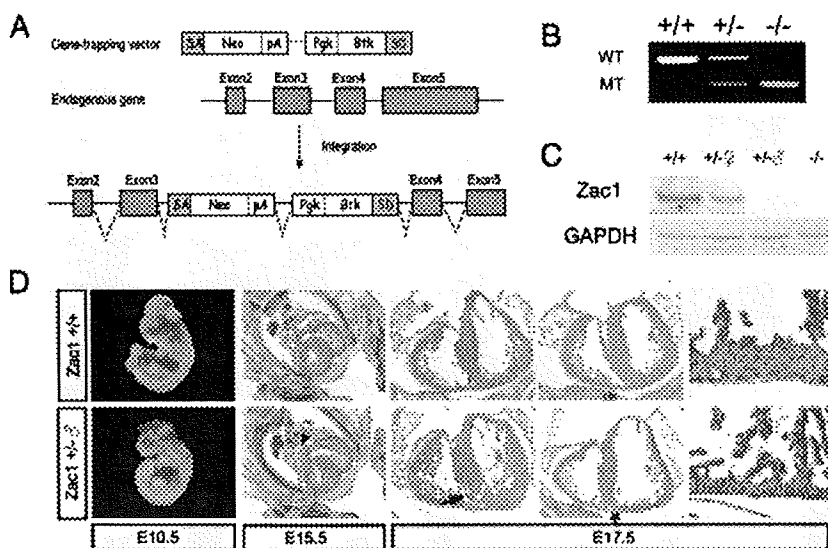 A
Gene-trapping vector
SA Neo pA Pgk Btk SD
Endogenous gene
Exon2 Exon3 Exon4 Exon5
Integration
Exon2 Exon3 Exon4 Exon5
SA Neo pA Pgk Btk SD
B
+/+ +/- -/-
WT
MT
C
+/+ +/-♀ +/-♂ -/-
Zac1
GAPDH
D
Zac1 +/+
Zac1 +/-♂
E10.5 E15.5 E17.5